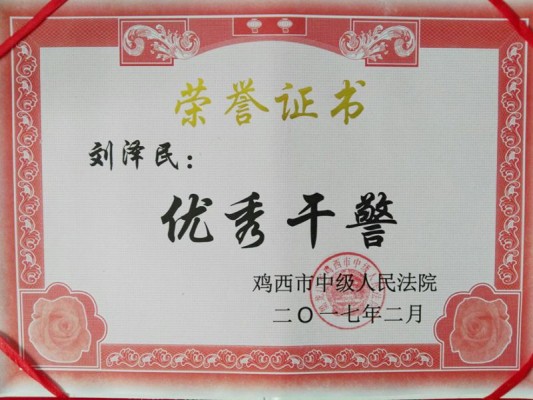 荣誉证书
刘泽民：
优秀干警
鸡西市中级人民法院
二〇一七年二月